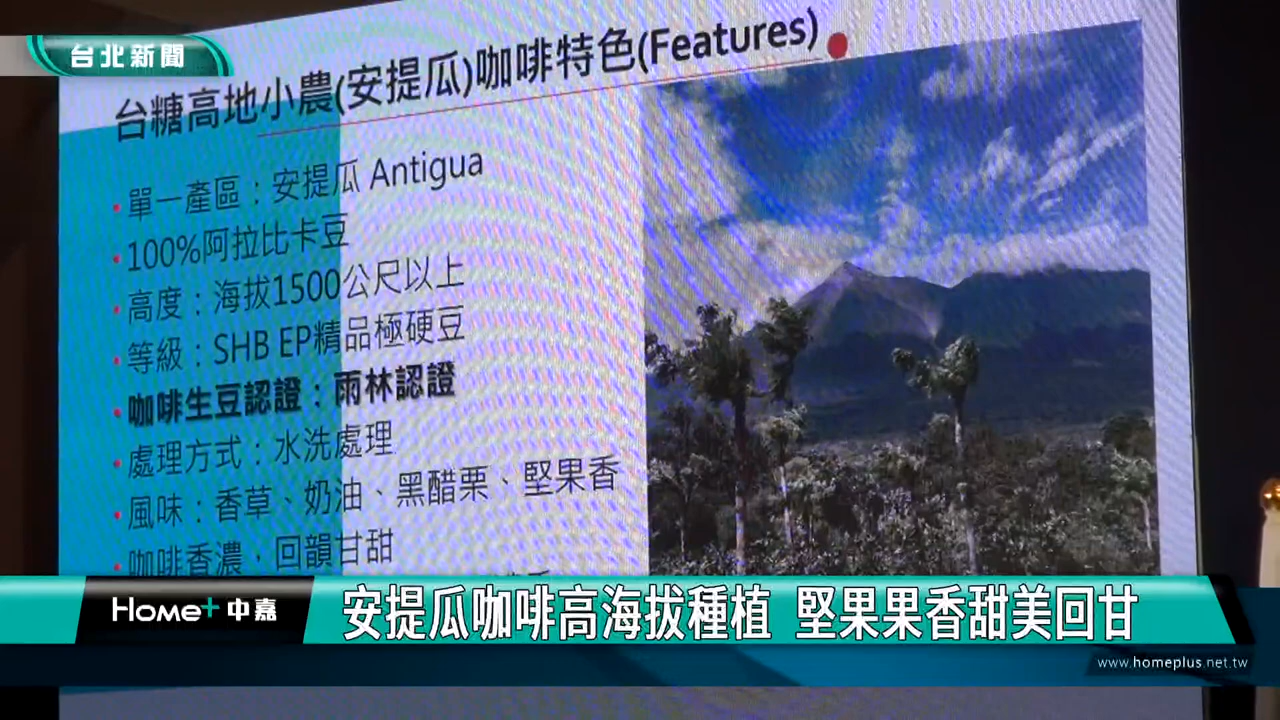 台北新聞
台糖高地小農(安提瓜)咖啡特色(Features)
單一產區：安提瓜 Antigua
100%阿拉比卡豆
高度：海拔1500公尺以上
等級：SHB EP精品極硬豆
咖啡生豆認證：雨林認證
處理方式：水洗處理
風味：香草、奶油、黑醋栗、堅果香
咖啡香濃，回韻甘甜
Home+中嘉
安提瓜咖啡高海拔種植 堅果果香甜美回甘
www.homeplus.net.tw